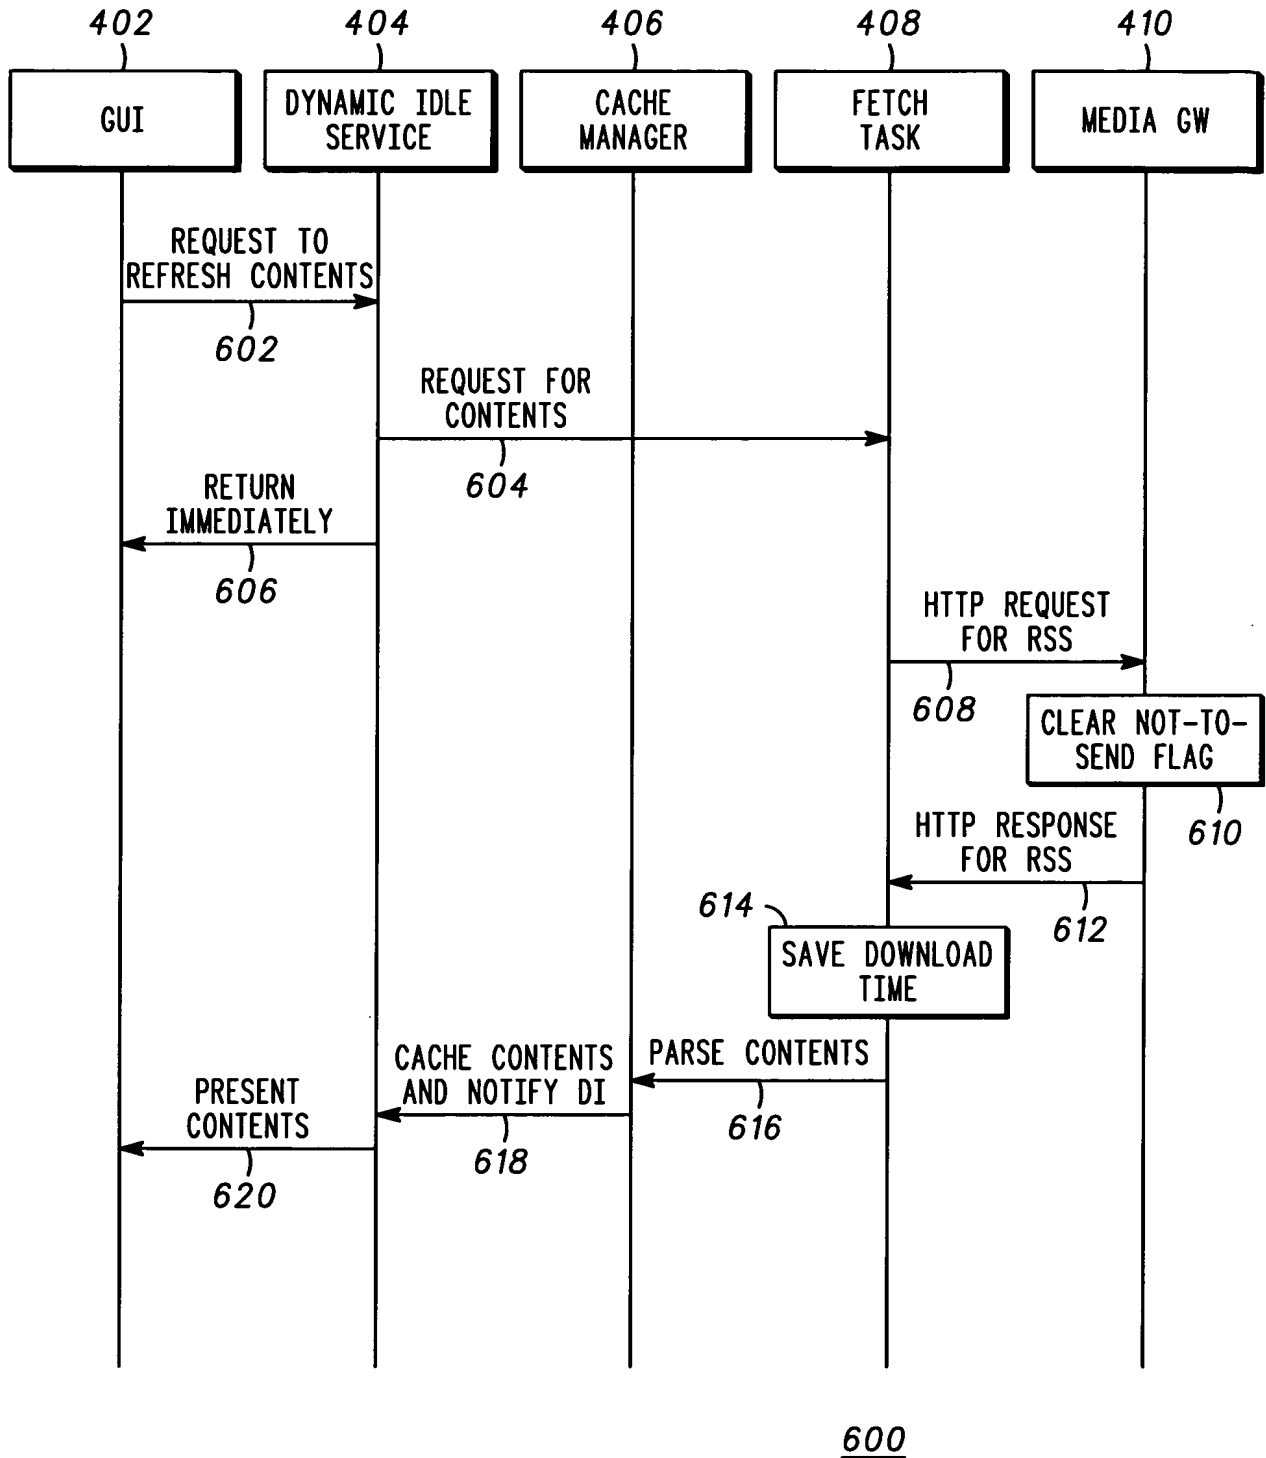 402
404
406
408
410
GUI
DYNAMIC IDLE
SERVICE
CACHE
MANAGER
FETCH
TASK
MEDIA GW
REQUEST TO
REFRESH CONTENTS
602
REQUEST FOR
CONTENTS
604
RETURN
IMMEDIATELY
606
HTTP REQUEST
FOR RSS
608
CLEAR NOT-TO-
SEND FLAG
610
HTTP RESPONSE
FOR RSS
612
614
SAVE DOWNLOAD
TIME
PARSE CONTENTS
616
CACHE CONTENTS
AND NOTIFY DI
618
PRESENT
CONTENTS
620
600